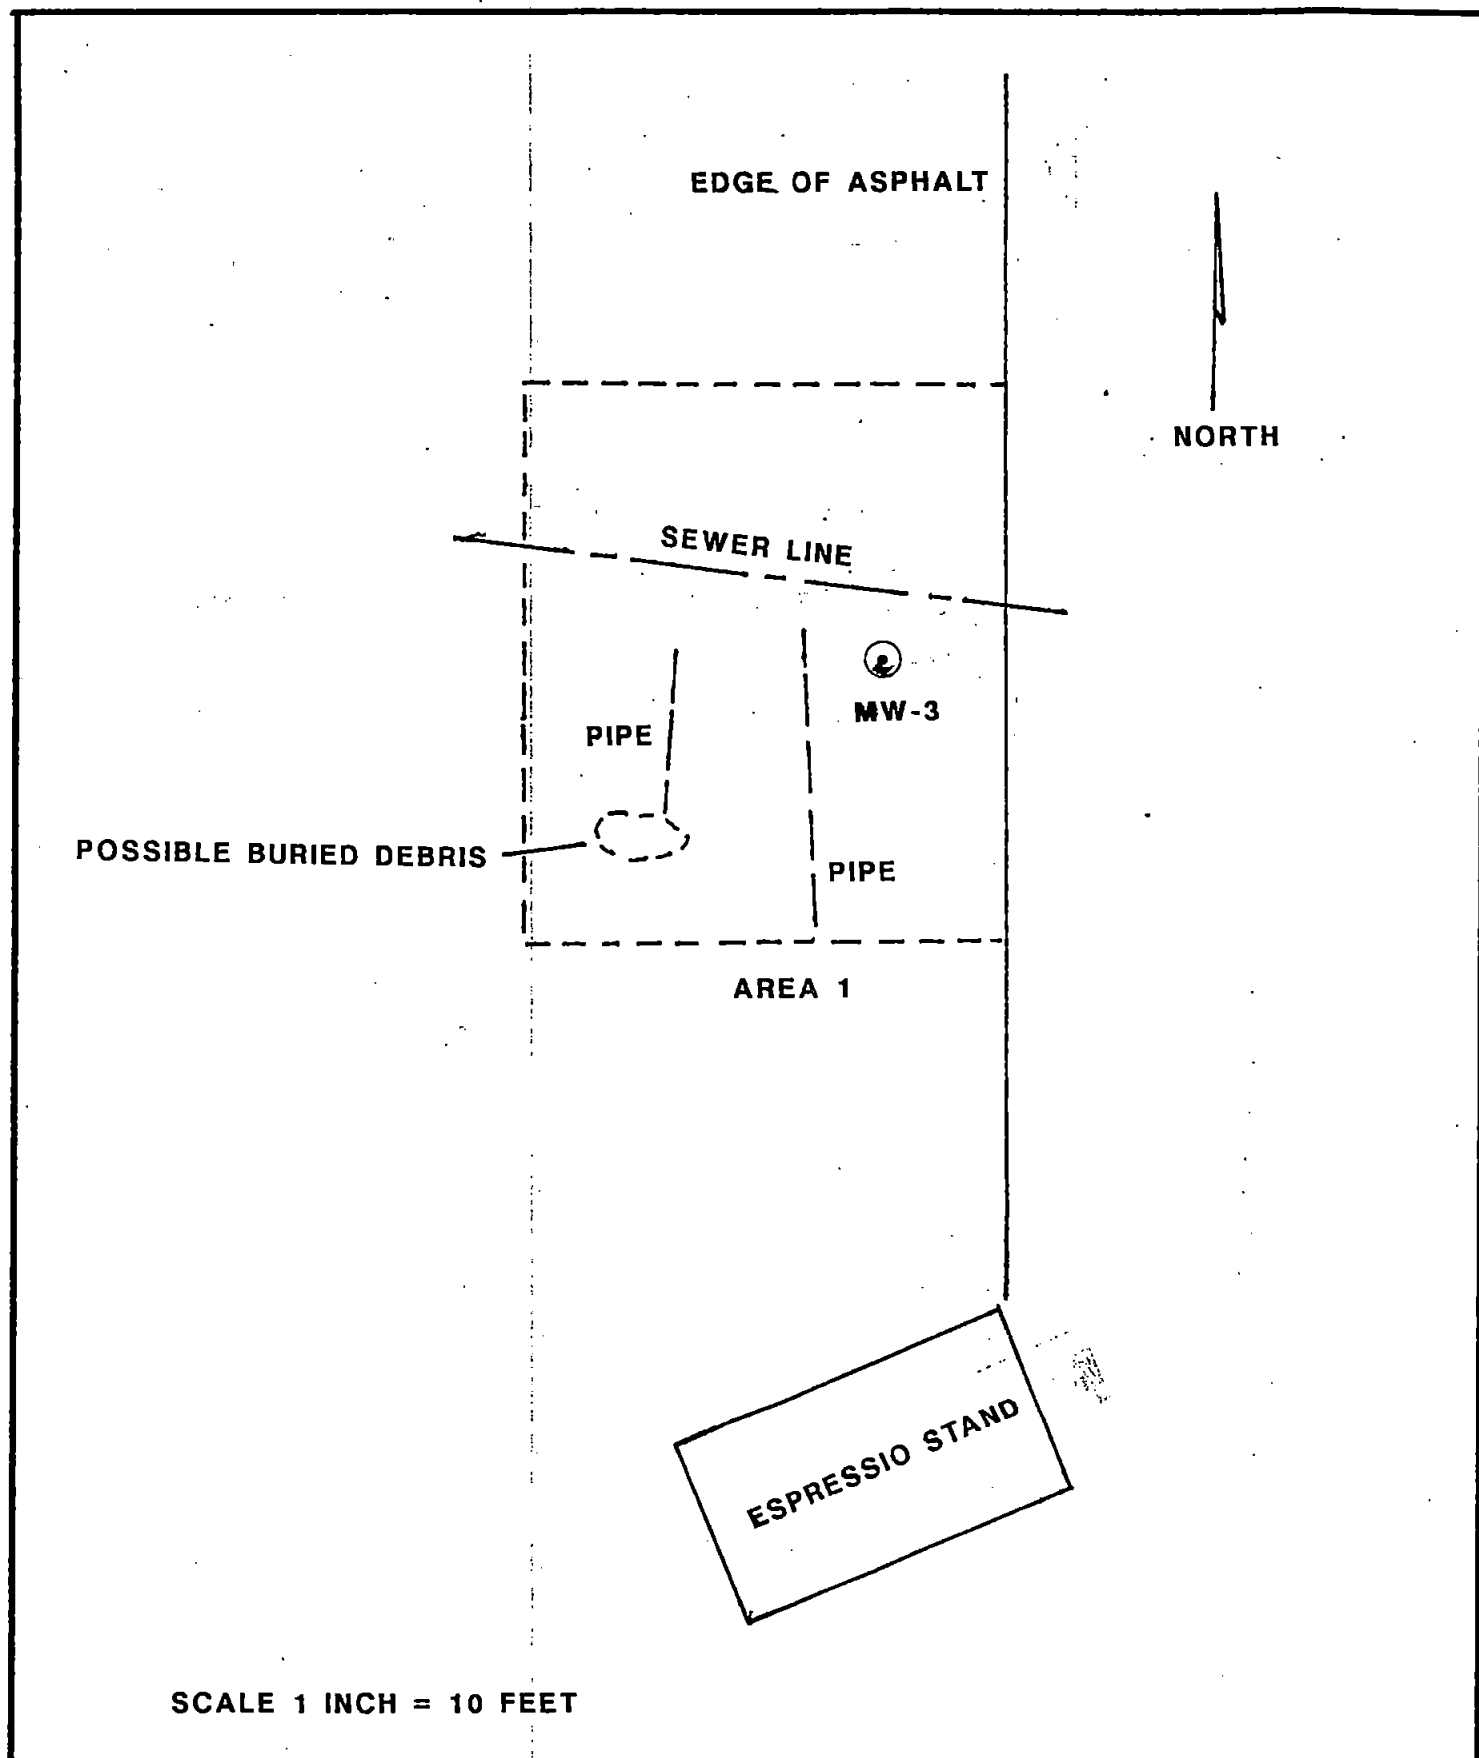 EDGE OF ASPHALT
NORTH
SEWER LINE
MW-3
PIPE
POSSIBLE BURIED DEBRIS
PIPE
AREA 1
ESPRESSIO STAND
SCALE 1 INCH = 10 FEET